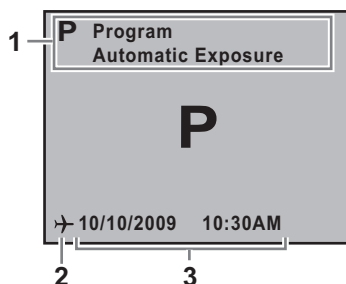 1
P Program
Automatic Exposure
P
10/10/2009 10:30AM
2 3